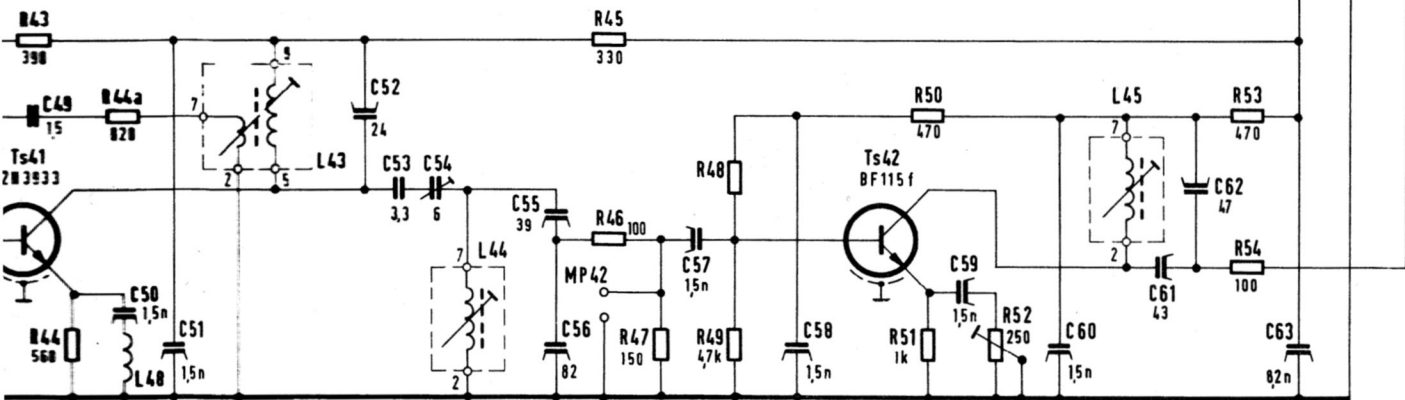 R43
390
R45
330
9
C49
1,5
R44a
820
7
C52
24
2
5
L43
Ts41
2N3933
C53
3,3
C54
6
C55
39
R46
100
C57
1,5n
R48
R50
470
L45
7
R53
470
Ts42
BF115f
C62
47
2
C61
43
R54
100
7
L44
2
MP42
C50
1,5n
R44
560
L48
C51
1,5n
C56
82
R47
150
R49
4,7k
C58
1,5n
R51
1k
C59
1,5n
R52
250
C60
1,5n
C63
8,2n